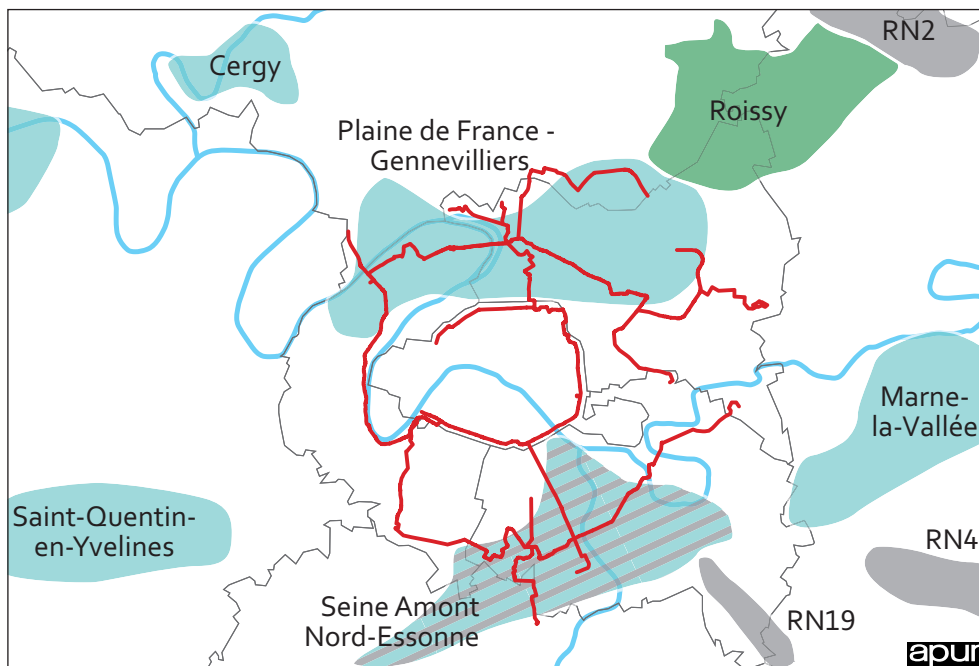 RN2
Cergy
Roissy
Plaine de France -
Gennevilliers
Marne-
la-Vallée
Saint-Quentin-
en-Yvelines
RN4
Seine Amont
Nord-Essonne
RN19
apur